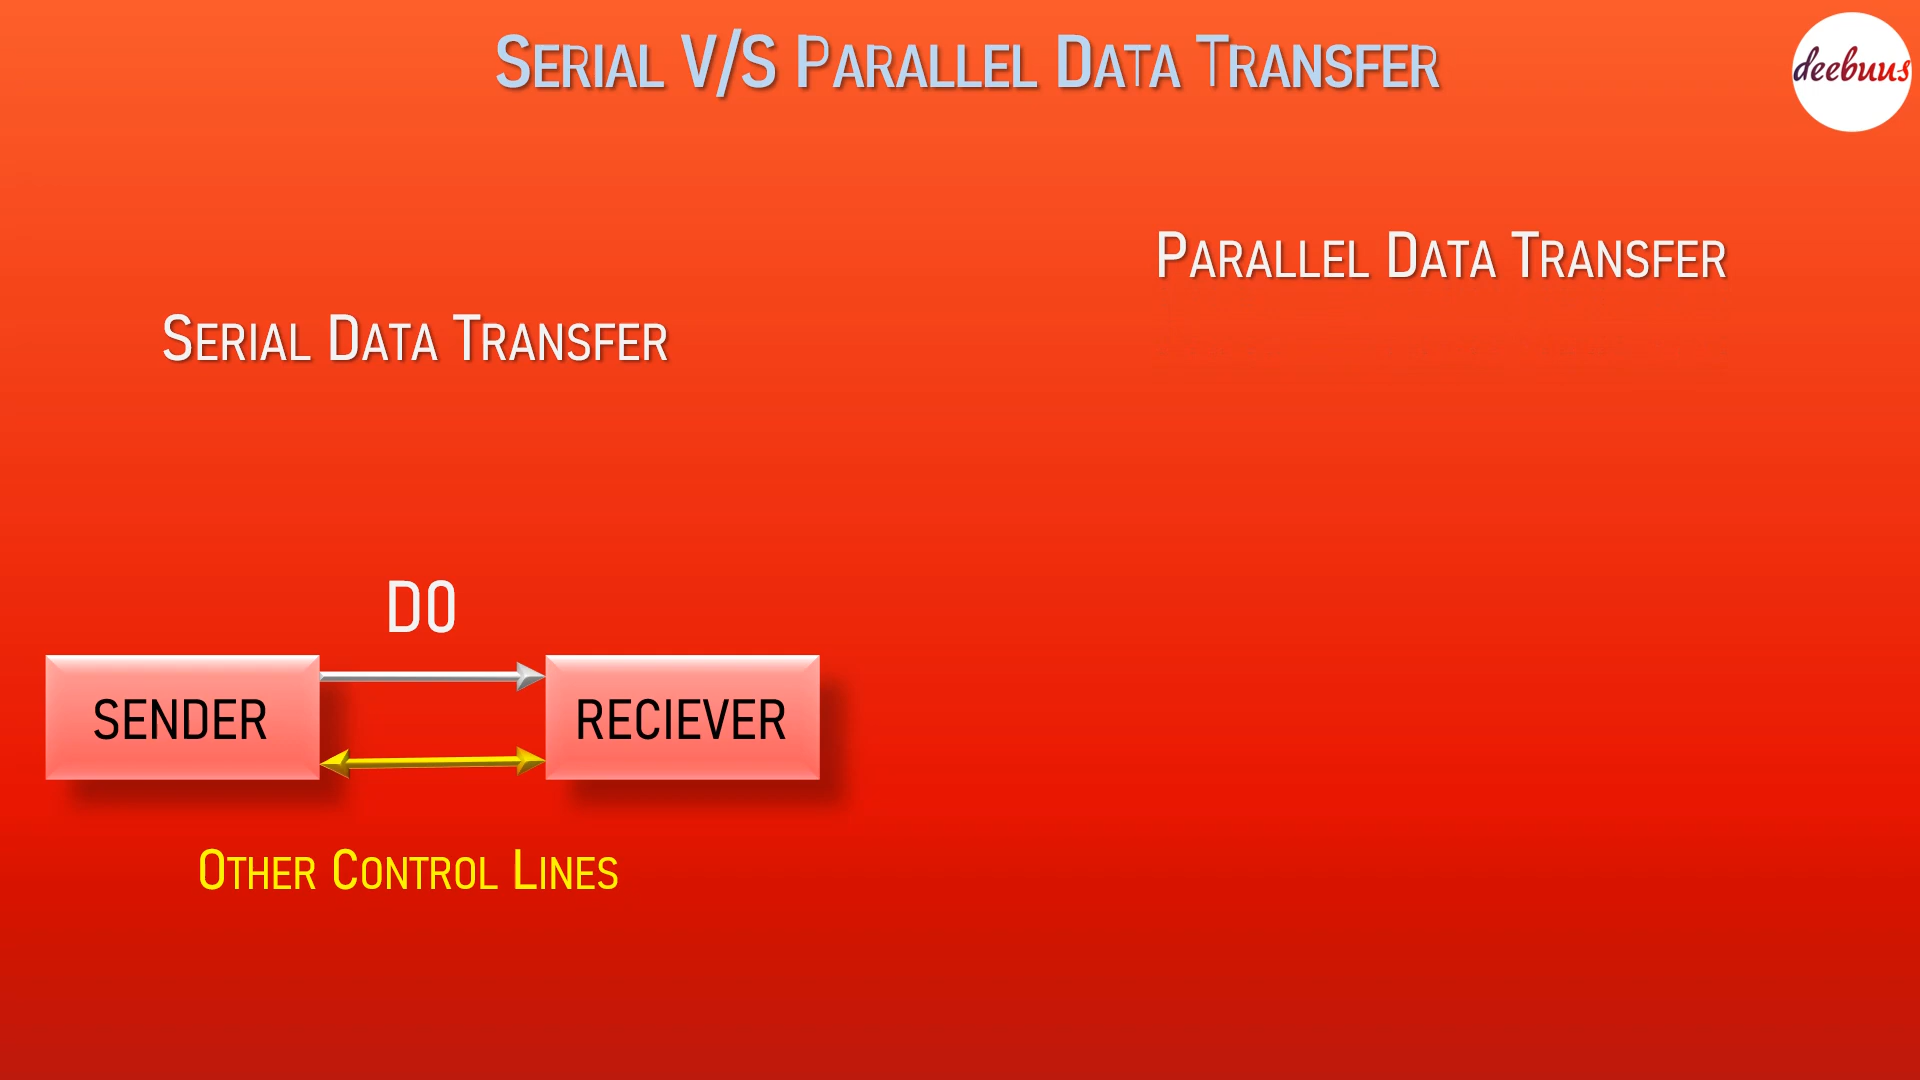 SERIAL V/S PARALLEL DATA TRANSFER
deebuus
PARALLEL DATA TRANSFER
SERIAL DATA TRANSFER
D0
SENDER
RECIEVER
OTHER CONTROL LINES